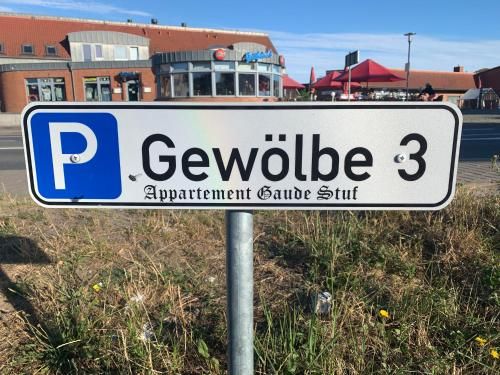 P Gewölbe 3
Appartement Gaude Stuf